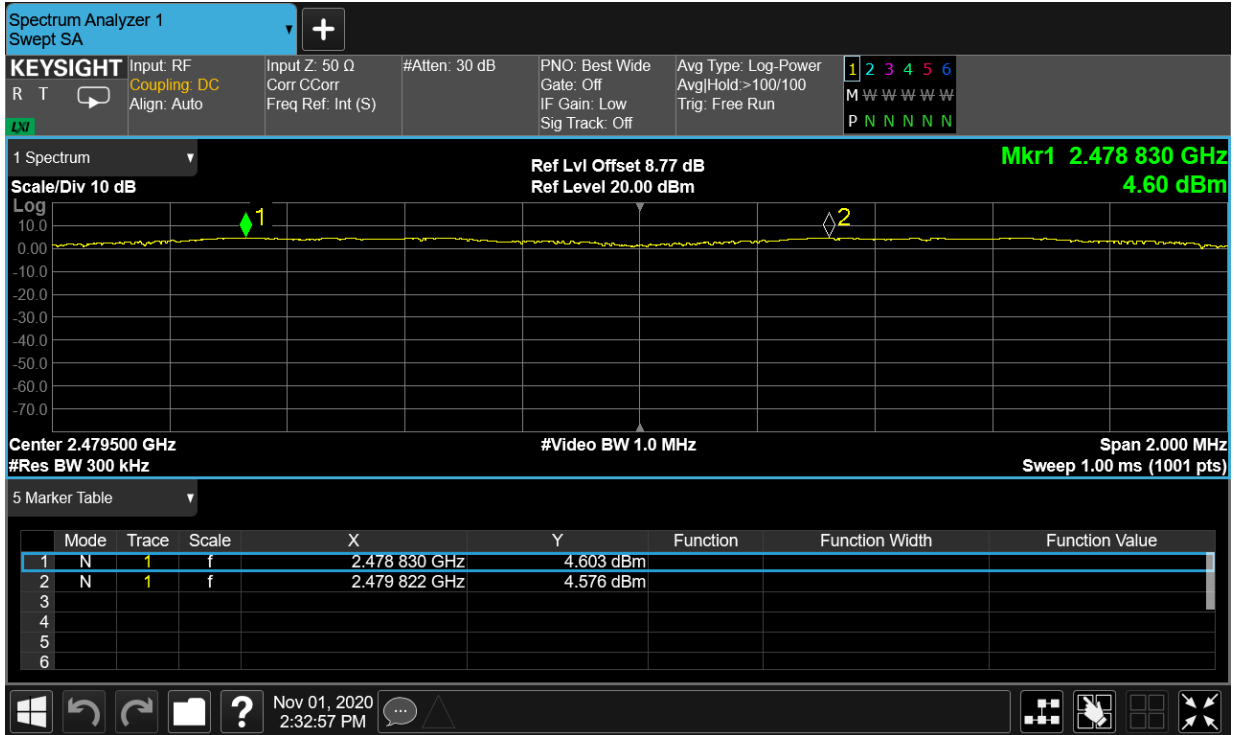 Spectrum Analyzer 1
Swept SA
+
KEYSIGHT
R T
LXI
Input: RF
Coupling: DC
Align: Auto
Input Z: 50 Ω
Corr CCorr
Freq Ref: Int (S)
#Atten: 30 dB
PNO: Best Wide
Gate: Off
IF Gain: Low
Sig Track: Off
Avg Type: Log-Power
Avg|Hold:>100/100
Trig: Free Run
1 2 3 4 5 6
M W W W W W
P N N N N N
1 Spectrum
Scale/Div 10 dB
Ref Lvl Offset 8.77 dB
Ref Level 20.00 dBm
Mkr1 2.478 830 GHz
4.60 dBm
Log
1
2
10.0
0.00
-10.0
-20.0
-30.0
-40.0
-50.0
-60.0
-70.0
Center 2.479500 GHz
#Video BW 1.0 MHz
Span 2.000 MHz
#Res BW 300 kHz
Sweep 1.00 ms (1001 pts)
5 Marker Table
Mode Trace Scale X Y Function Function Width Function Value
1 N 1 f 2.478 830 GHz 4.603 dBm
2 N 1 f 2.479 822 GHz 4.576 dBm
3
4
5
6
?
Nov 01, 2020
2:32:57 PM